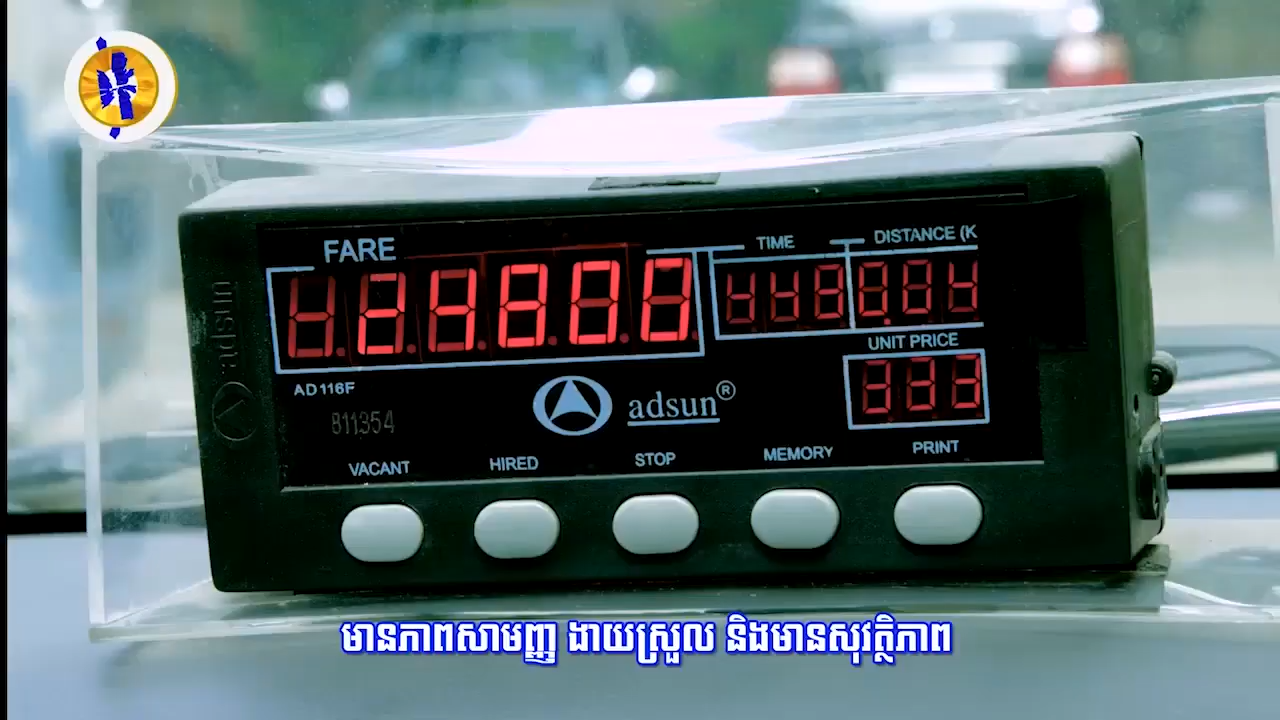 FARE
TIME
DISTANCE (K
UNIT PRICE
AD116F
811354
adsun®
adsun
VACANT
HIRED
STOP
MEMORY
PRINT
មានភាពសាមញ្ញ ងាយស្រួល និងមានសុវត្ថិភាព